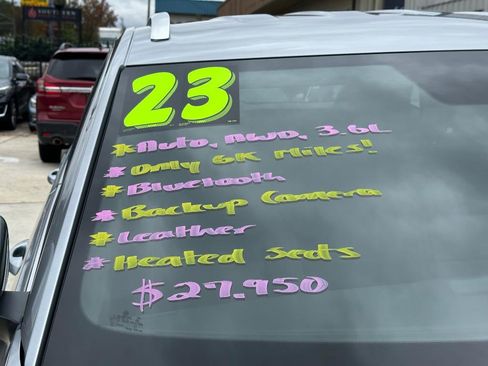 23
* Auto, AWD, 3.6L
* Only 6K Miles!
* Bluetooth
* Backup Camera
* Leather
* Heated Seats
$27,950